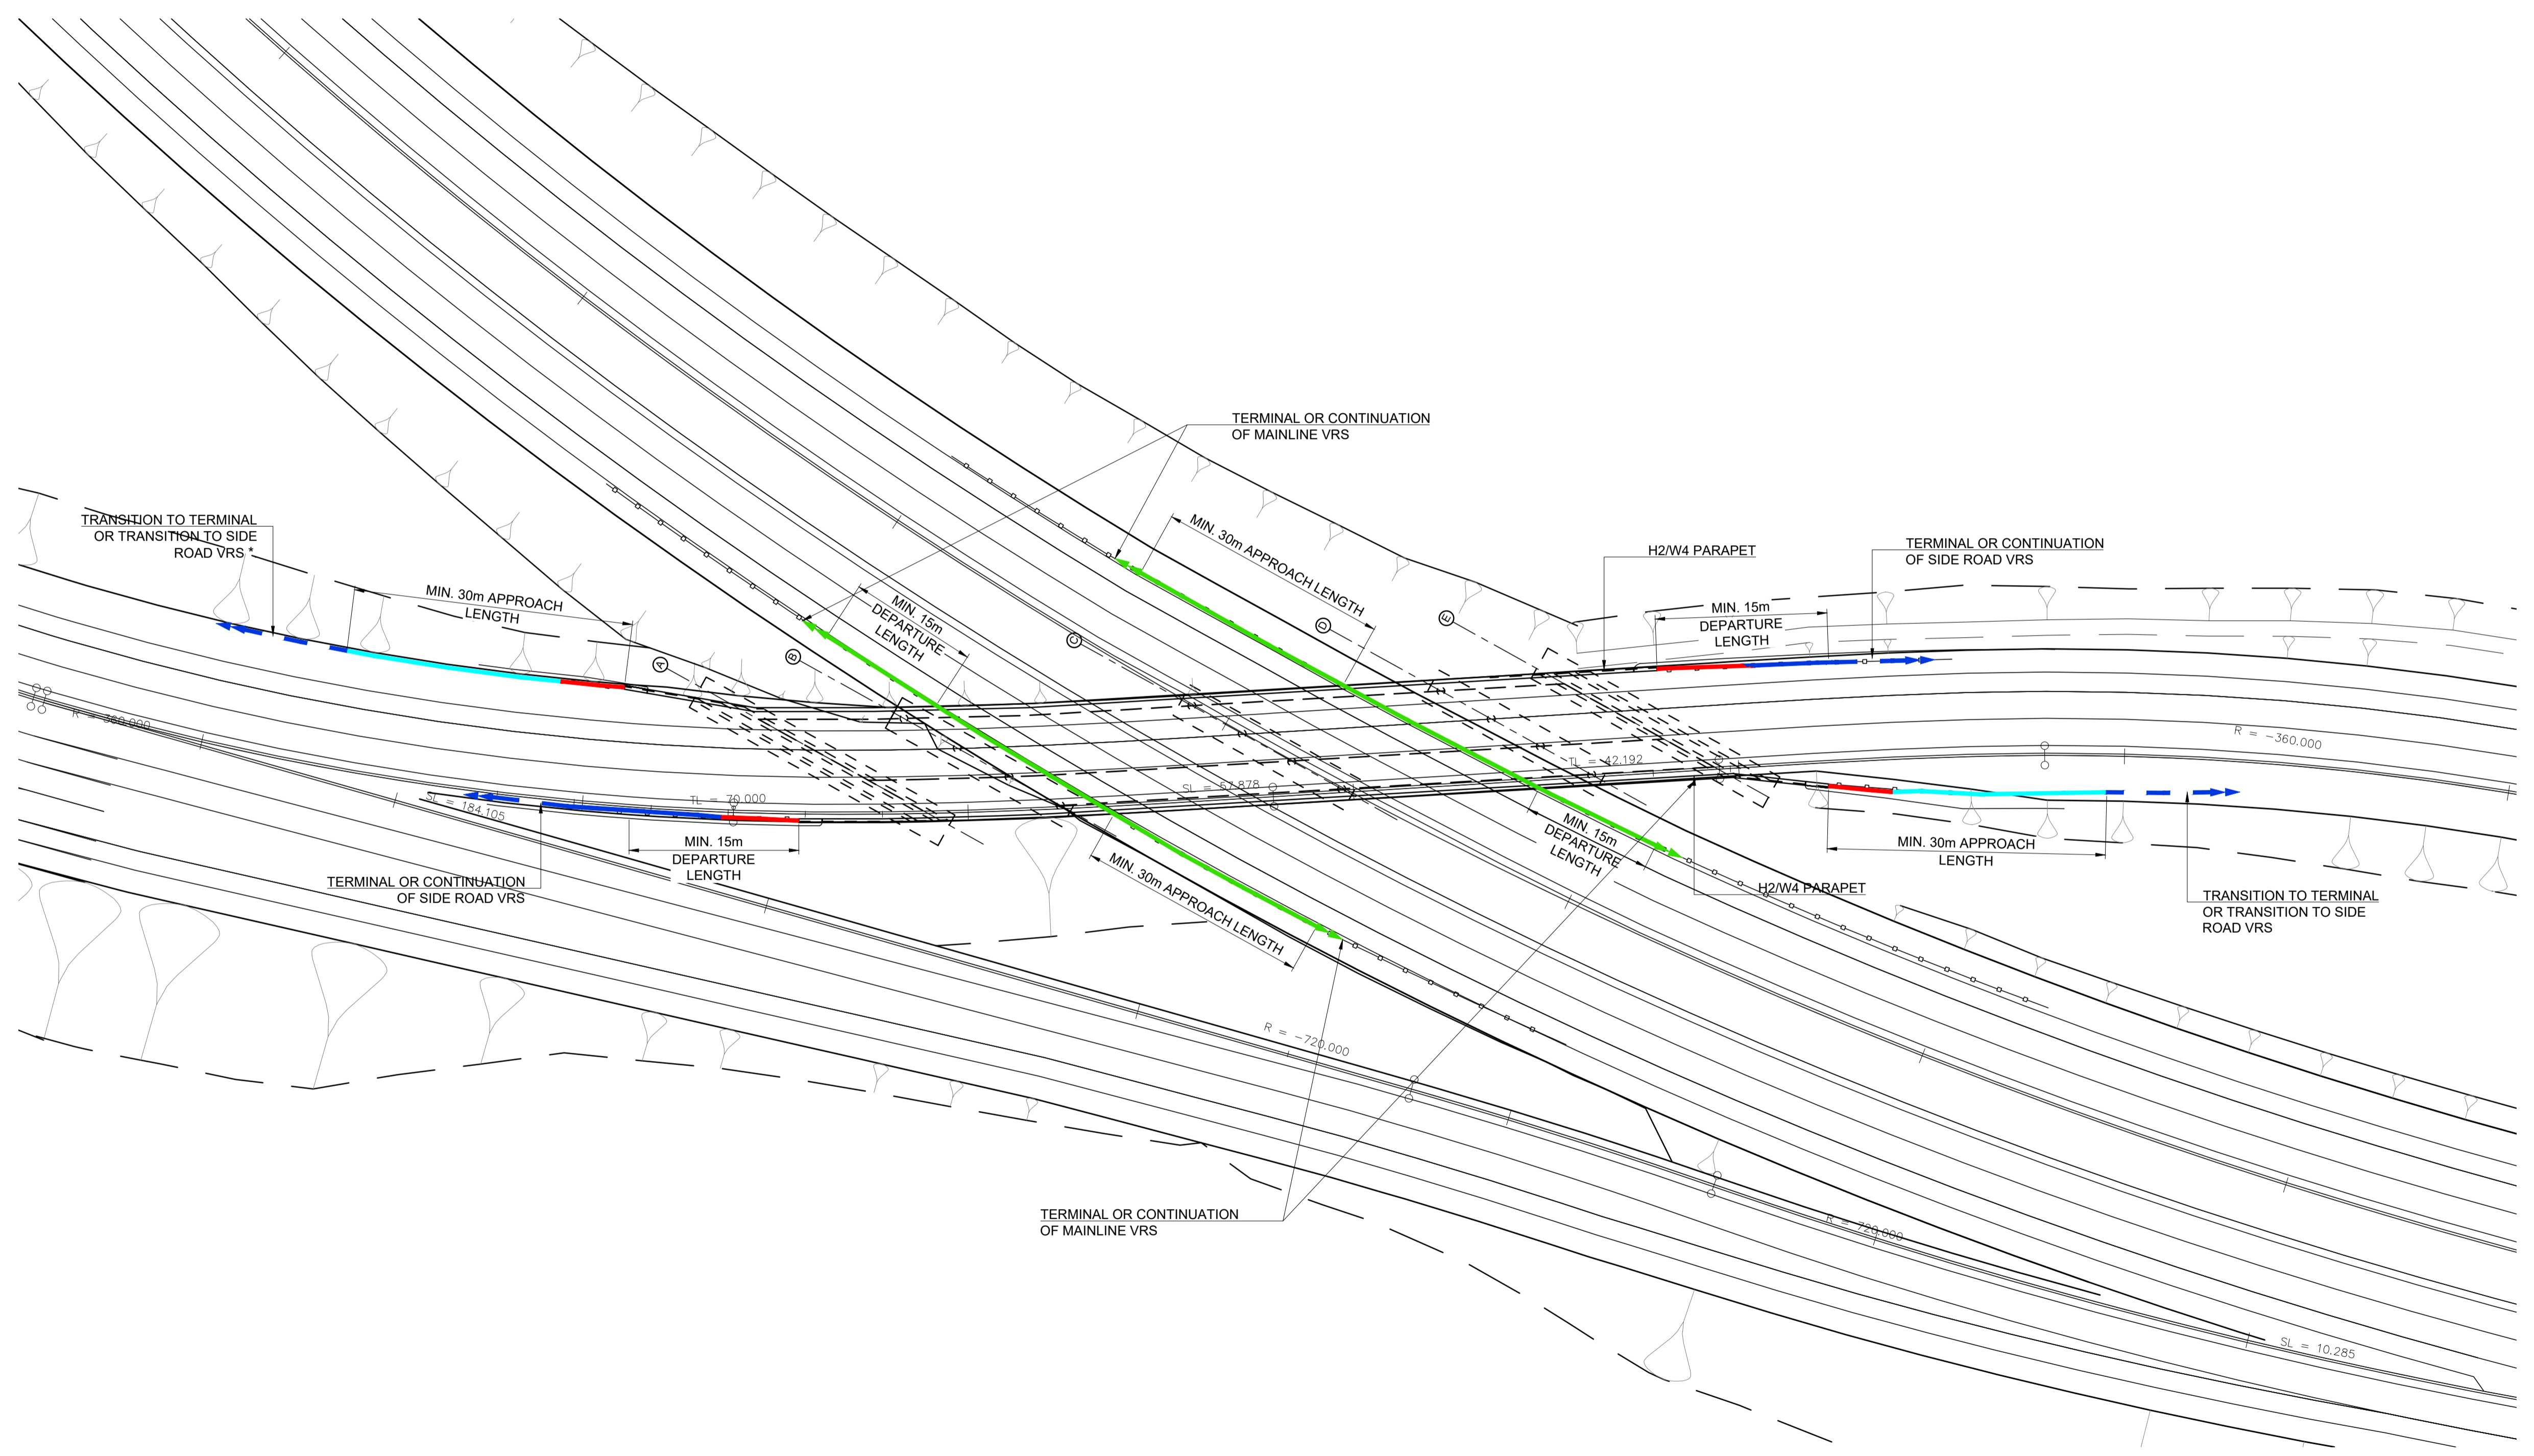 TERMINAL OR CONTINUATION
OF MAINLINE VRS
TRANSITION TO TERMINAL
OR TRANSITION TO SIDE
ROAD VRS *
MIN. 30m APPROACH
LENGTH
MIN. 15m
DEPARTURE
LENGTH
MIN. 30m APPROACH LENGTH
H2/W4 PARAPET
TERMINAL OR CONTINUATION
OF SIDE ROAD VRS
MIN. 15m
DEPARTURE
LENGTH
A
B
C
D
E
R = 360.000
R = -360.000
TL = 42.192
SL = 57.878
TL = 70.000
SL = 184.105
MIN. 15m
DEPARTURE
LENGTH
TERMINAL OR CONTINUATION
OF SIDE ROAD VRS
MIN. 30m APPROACH LENGTH
MIN. 15m
DEPARTURE
LENGTH
H2/W4 PARAPET
MIN. 30m APPROACH
LENGTH
TRANSITION TO TERMINAL
OR TRANSITION TO SIDE
ROAD VRS
R = -720.000
TERMINAL OR CONTINUATION
OF MAINLINE VRS
R = 720.000
SL = 10.285